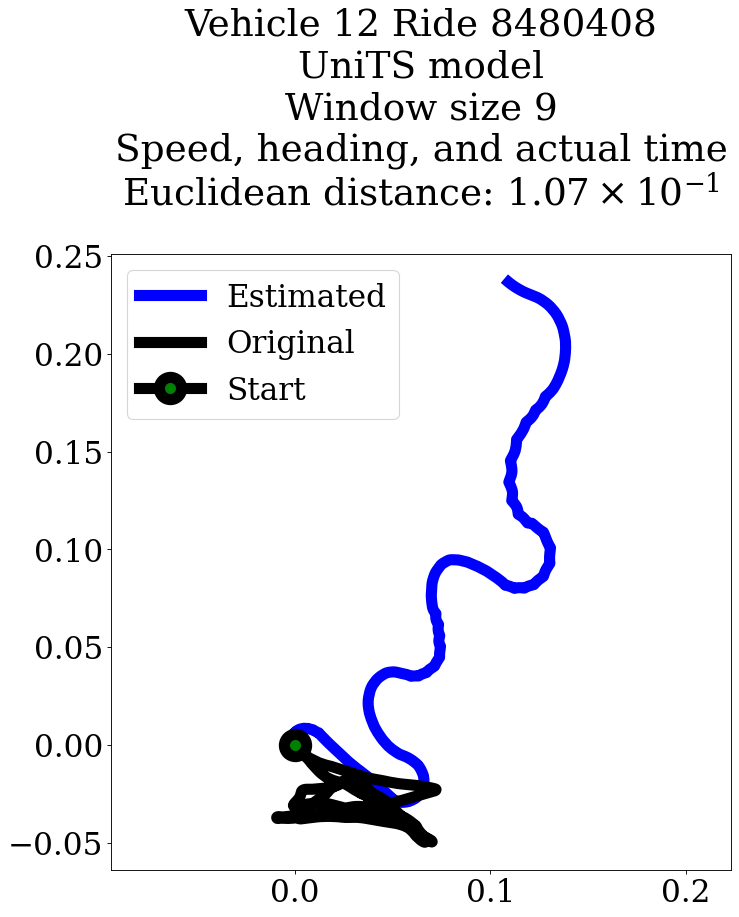 Vehicle 12 Ride 8480408
UniTS model
Window size 9
Speed, heading, and actual time
Euclidean distance: 1.07 × 10⁻¹
0.25
0.20
0.15
0.10
0.05
0.00
−0.05
Estimated
Original
Start
0.0 0.1 0.2